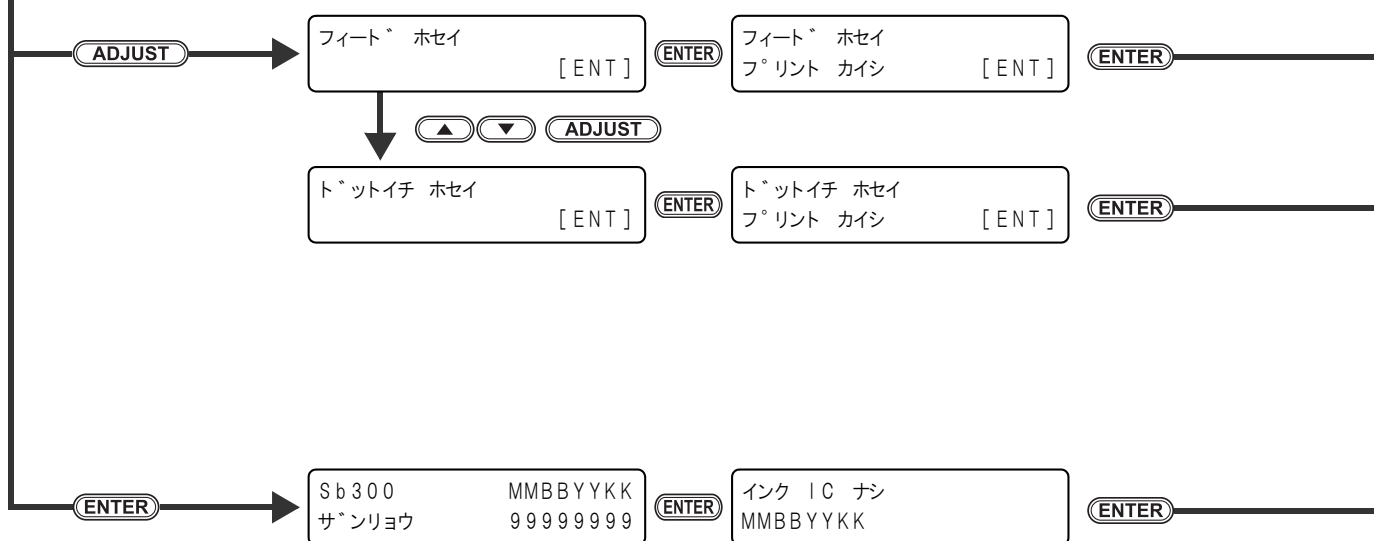 ADJUST
フィート゛ ホセイ
[ENT]
ENTER
フィート゛ ホセイ
フ゜リント カイシ [ENT]
ENTER
▲ ▼ ADJUST
ト゛ットイチ ホセイ
[ENT]
ENTER
ト゛ットイチ ホセイ
フ゜リント カイシ [ENT]
ENTER
ENTER
Sb300 MMBBYYKK
サ゛ンリョウ 99999999
ENTER
インク IC ナシ
MMBBYYKK
ENTER